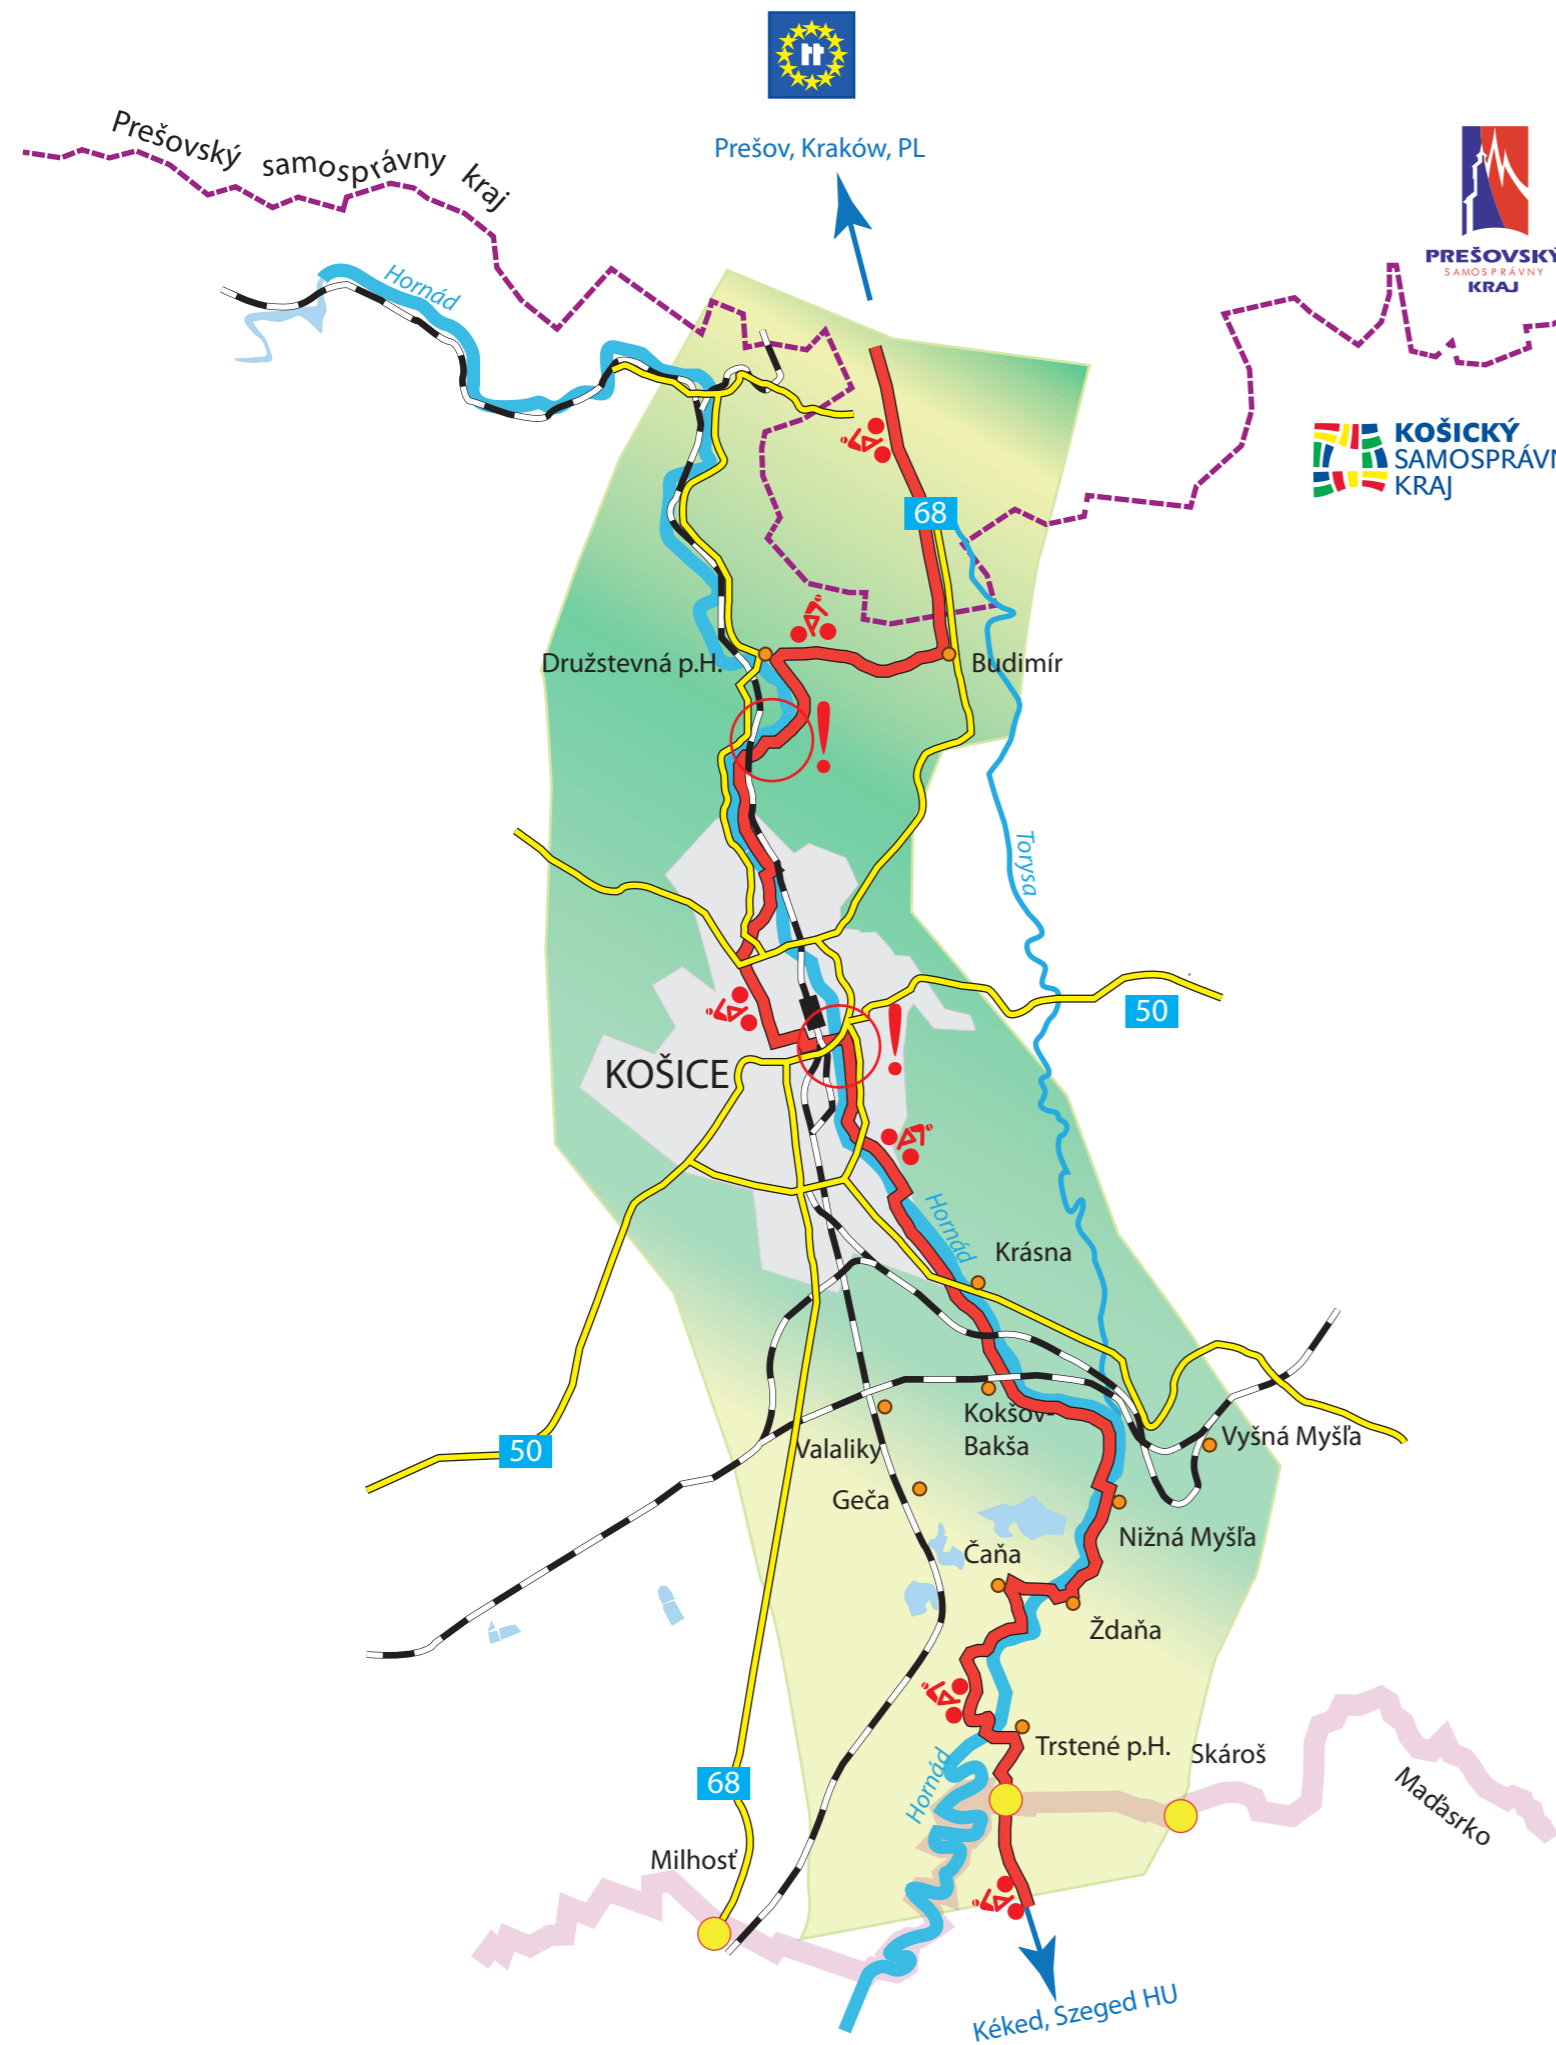 11
Prešov, Kraków, PL
Prešovský samosprávny kraj
PREŠOVSKÝ
SAMOSPRÁVNY
KRAJ
Hornád
KOŠICKÝ
SAMOSPRÁVN
KRAJ
68
Družstevná p.H.
Budimír
!
Torysa
50
!
KOŠICE
Hornád
Krásna
Kokšov-
Bakša
Valaliky
Vyšná Myšľa
50
Geča
Nižná Myšľa
Čaňa
Ždaňa
Trstené p.H.
Skároš
Hornád
68
Maďasrko
Milhosť
Kéked, Szeged HU